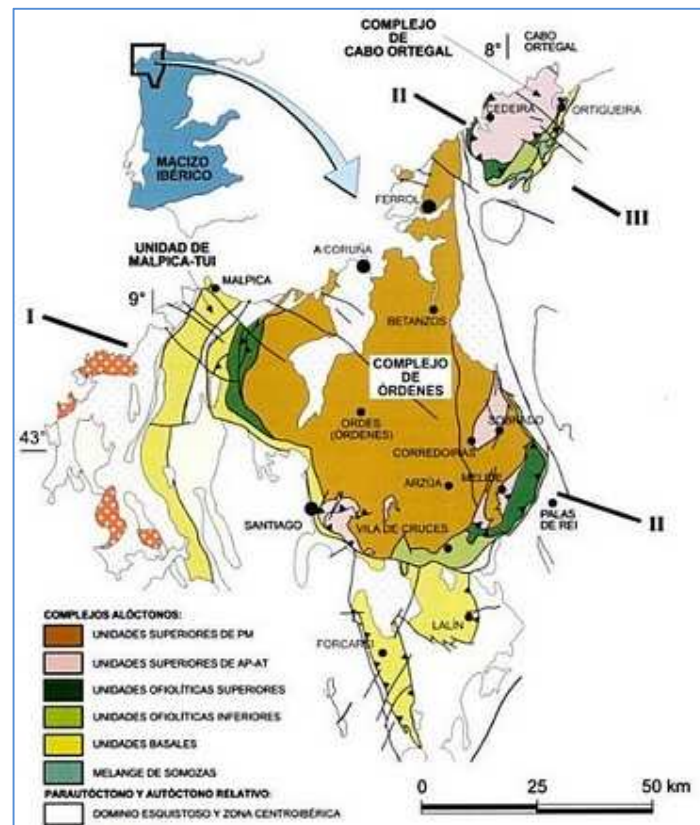 COMPLEJO
DE
CABO ORTEGAL
8°
CABO
ORTEGAL
II
CEDEIRA
ORTIGUEIRA
MACIZO
IBÉRICO
FERROL
III
UNIDAD DE
MALPICA-TUI
A CORUÑA
MALPICA
9°
I
BETANZOS
COMPLEJO
DE
ÓRDENES
43°
ORDES
(ÓRDENES)
SOBRADO
CORREDOIRAS
ARZÚA
MELIDE
SANTIAGO
VILA DE CRUCES
PALAS
DE REI
II
LALÍN
FORCAREI
COMPLEJOS ALÓCTONOS:
UNIDADES SUPERIORES DE PM
UNIDADES SUPERIORES DE AP-AT
UNIDADES OFIOLÍTICAS SUPERIORES
UNIDADES OFIOLÍTICAS INFERIORES
UNIDADES BASALES
MELANGE DE SOMOZAS
PARAUTÓCTONO Y AUTÓCTONO RELATIVO:
DOMINIO ESQUISTOSO Y ZONA CENTROIBÉRICA
0 25 50 km